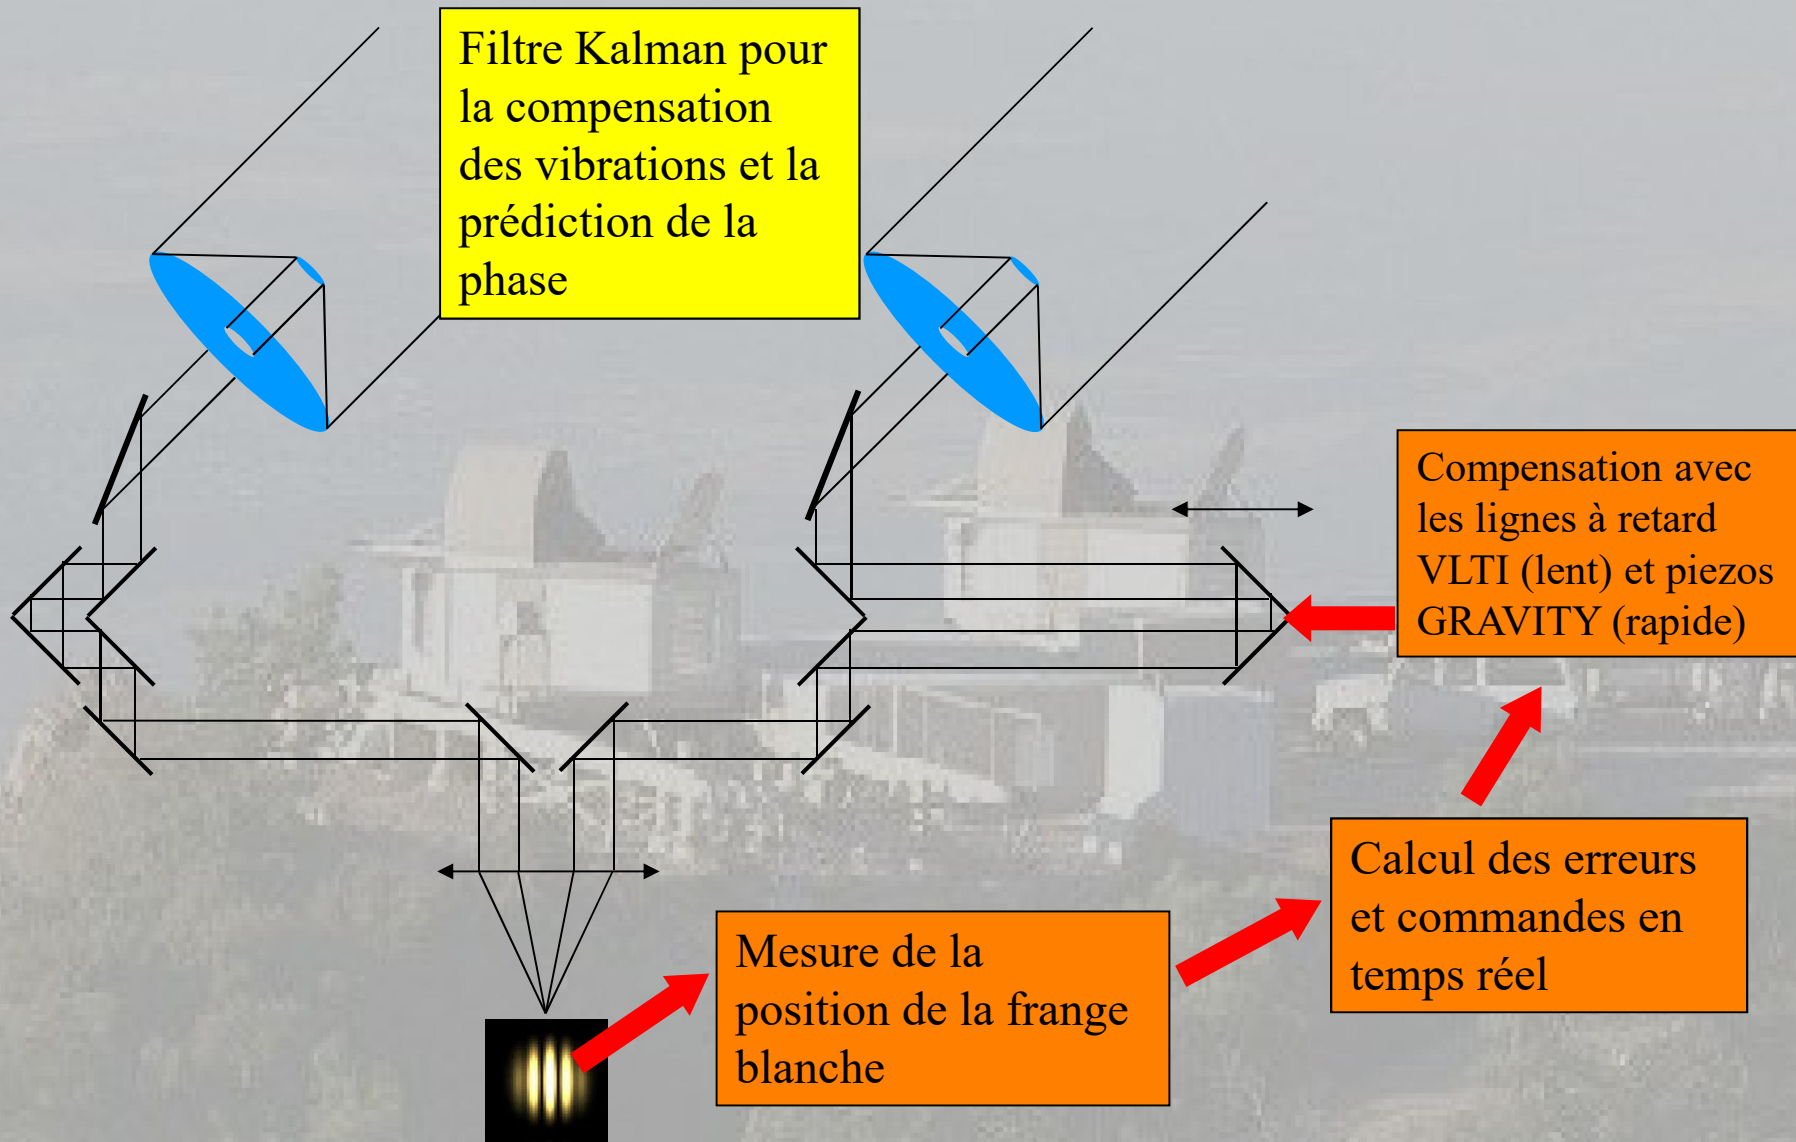 Filtre Kalman pour
la compensation
des vibrations et la
prédiction de la
phase
Compensation avec
les lignes à retard
VLTI (lent) et piezos
GRAVITY (rapide)
Calcul des erreurs
et commandes en
temps réel
Mesure de la
position de la frange
blanche